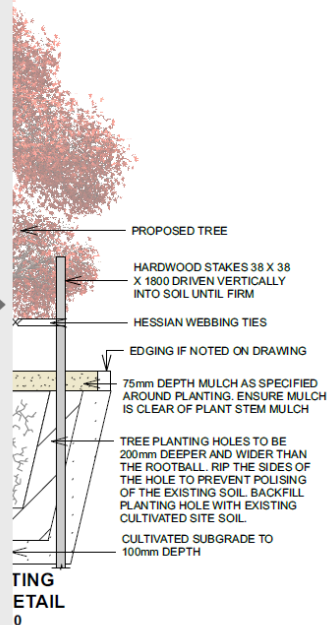 PROPOSED TREE
HARDWOOD STAKES 38 X 38
X 1800 DRIVEN VERTICALLY
INTO SOIL UNTIL FIRM
HESSIAN WEBBING TIES
EDGING IF NOTED ON DRAWING
75mm DEPTH MULCH AS SPECIFIED
AROUND PLANTING. ENSURE MULCH
IS CLEAR OF PLANT STEM MULCH
TREE PLANTING HOLES TO BE
200mm DEEPER AND WIDER THAN
THE ROOTBALL. RIP THE SIDES OF
THE HOLE TO PREVENT POLISING
OF THE EXISTING SOIL. BACKFILL
PLANTING HOLE WITH EXISTING
CULTIVATED SITE SOIL.
CULTIVATED SUBGRADE TO
100mm DEPTH
TING
ETAIL
0